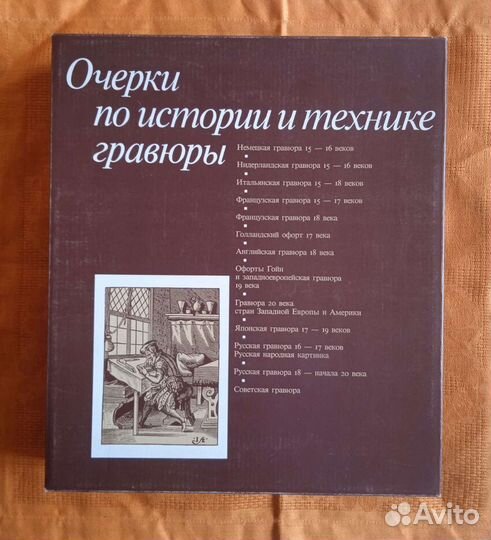 Очерки
по истории и технике
гравюры
Немецкая гравюра 15 — 16 веков
Нидерландская гравюра 15 — 16 веков
Итальянская гравюра 15 — 18 веков
Французская гравюра 15 — 17 веков
Французская гравюра 18 века
Голландский офорт 17 века
Английская гравюра 18 века
Офорты Гойи
и западноевропейская гравюра
19 века
Гравюра 20 века
стран Западной Европы и Америки
Японская гравюра 17 — 19 веков
Русская гравюра 16 — 17 веков
Русская народная картинка
Русская гравюра 18 — начала 20 века
Советская гравюра
Avito